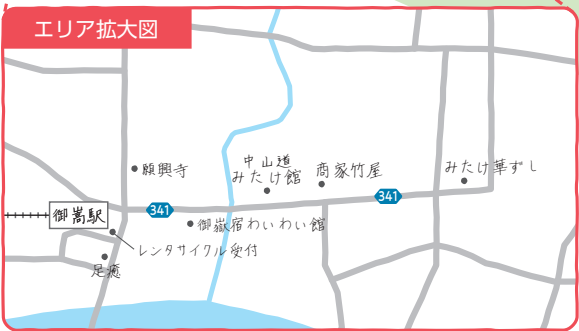 エリア拡大図
願興寺
中山道
みたけ館
商家竹屋
みたけ華ずし
341
341
御嵩駅
御嶽宿わいわい館
レンタサイクル受付
足癒